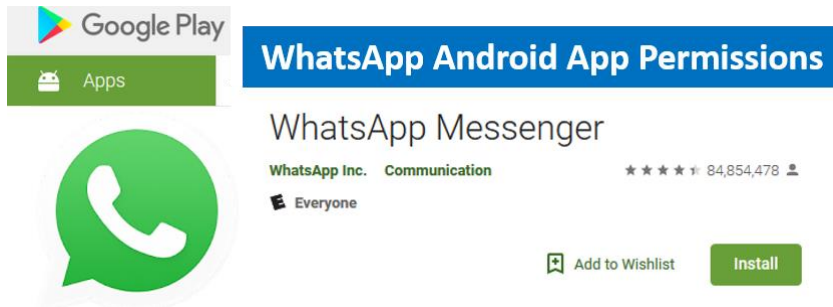 Google Play
WhatsApp Android App Permissions
Apps
WhatsApp Messenger
WhatsApp Inc. Communication 84,854,478
E Everyone
Add to Wishlist Install